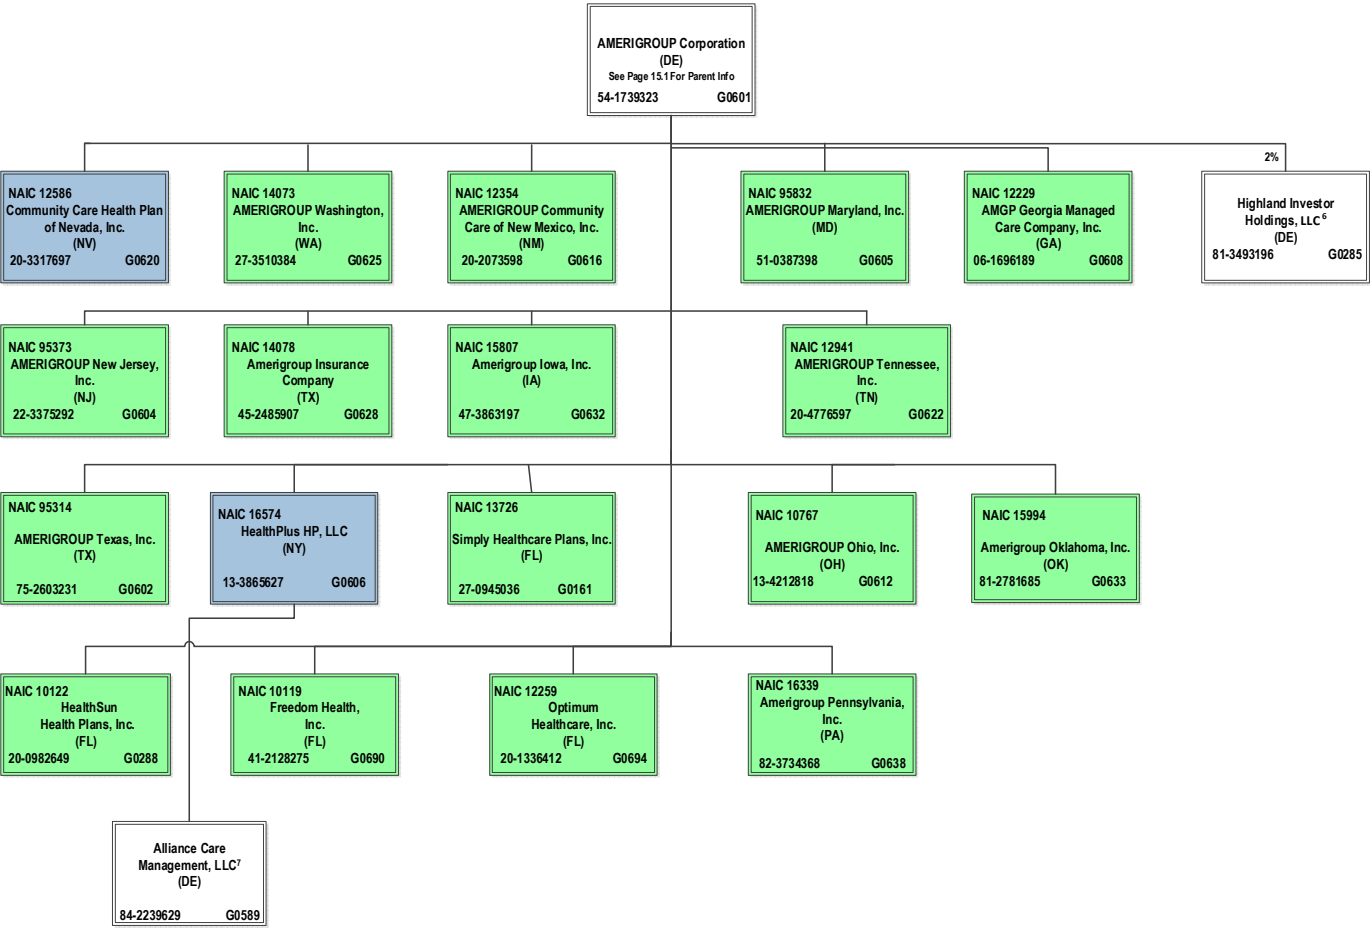 AMERIGROUP Corporation
(DE)
See Page 15.1 For Parent Info
54-1739323 G0601
2%
NAIC 12586
Community Care Health Plan
of Nevada, Inc.
(NV)
20-3317697 G0620
NAIC 14073
AMERIGROUP Washington,
Inc.
(WA)
27-3510384 G0625
NAIC 12354
AMERIGROUP Community
Care of New Mexico, Inc.
(NM)
20-2073598 G0616
NAIC 95832
AMERIGROUP Maryland, Inc.
(MD)
51-0387398 G0605
NAIC 12229
AMGP Georgia Managed
Care Company, Inc.
(GA)
06-1696189 G0608
Highland Investor
Holdings, LLC 6
(DE)
81-3493196 G0285
NAIC 95373
AMERIGROUP New Jersey,
Inc.
(NJ)
22-3375292 G0604
NAIC 14078
Amerigroup Insurance
Company
(TX)
45-2485907 G0628
NAIC 15807
Amerigroup Iowa, Inc.
(IA)
47-3863197 G0632
NAIC 12941
AMERIGROUP Tennessee,
Inc.
(TN)
20-4776597 G0622
NAIC 95314
AMERIGROUP Texas, Inc.
(TX)
75-2603231 G0602
NAIC 16574
HealthPlus HP, LLC
(NY)
13-3865627 G0606
NAIC 13726
Simply Healthcare Plans, Inc.
(FL)
27-0945036 G0161
NAIC 10767
AMERIGROUP Ohio, Inc.
(OH)
13-4212818 G0612
NAIC 15994
Amerigroup Oklahoma, Inc.
(OK)
81-2781685 G0633
NAIC 10122
HealthSun
Health Plans, Inc.
(FL)
20-0982649 G0288
NAIC 10119
Freedom Health,
Inc.
(FL)
41-2128275 G0690
NAIC 12259
Optimum
Healthcare, Inc.
(FL)
20-1336412 G0694
NAIC 16339
Amerigroup Pennsylvania,
Inc.
(PA)
82-3734368 G0638
Alliance Care
Management, LLC7
(DE)
84-2239629 G0589